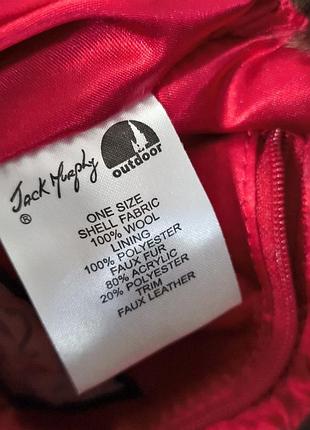 Jack Murphy
®
outdoor
ONE SIZE
SHELL FABRIC
100% WOOL
LINING
100% POLYESTER
FAUX FUR
80% ACRYLIC
20% POLYESTER
TRIM
FAUX LEATHER